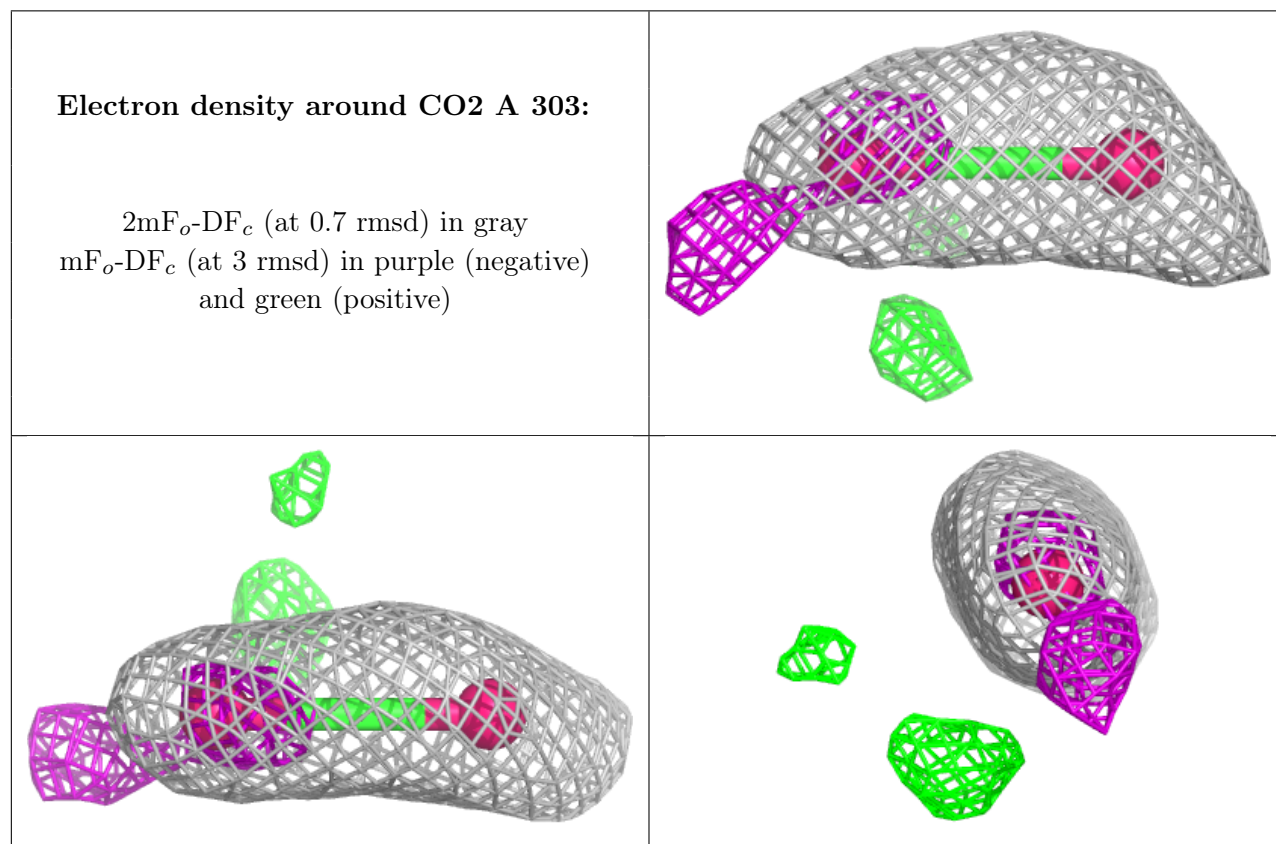 Electron density around CO2 A 303:
2mFₒ-DF𝒸 (at 0.7 rmsd) in gray
mFₒ-DF𝒸 (at 3 rmsd) in purple (negative)
and green (positive)